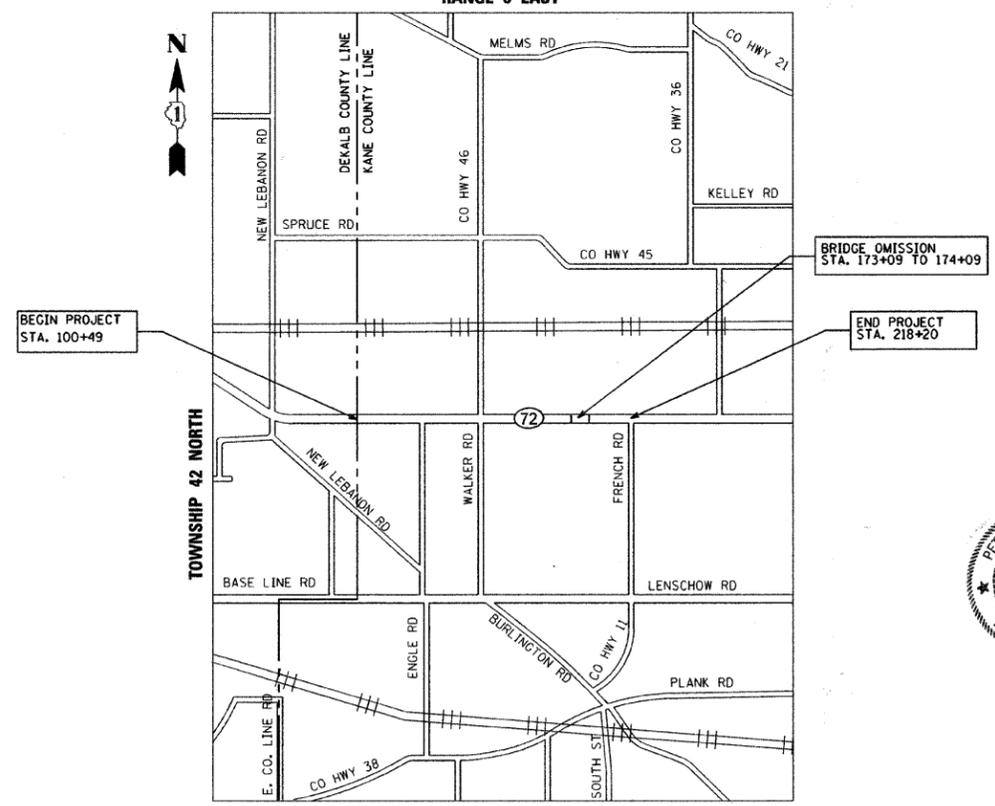 N
1
MELMS RD
CO HWY 21
DEKALB COUNTY LINE
KANE COUNTY LINE
CO HWY 36
NEW LEBANON RD
CO HWY 46
KELLEY RD
SPRUCE RD
CO HWY 45
BRIDGE OMISSION
STA. 173+09 TO 174+09
BEGIN PROJECT
STA. 100+49
END PROJECT
STA. 218+20
72
TOWNSHIP 42 NORTH
NEW LEBANON RD
WALKER RD
FRENCH RD
BASE LINE RD
LENSCHOW RD
ENGLE RD
BURLINGTON RD
CO HWY 11
PLANK RD
E. CO. LINE RD
CO HWY 38
SOUTH ST